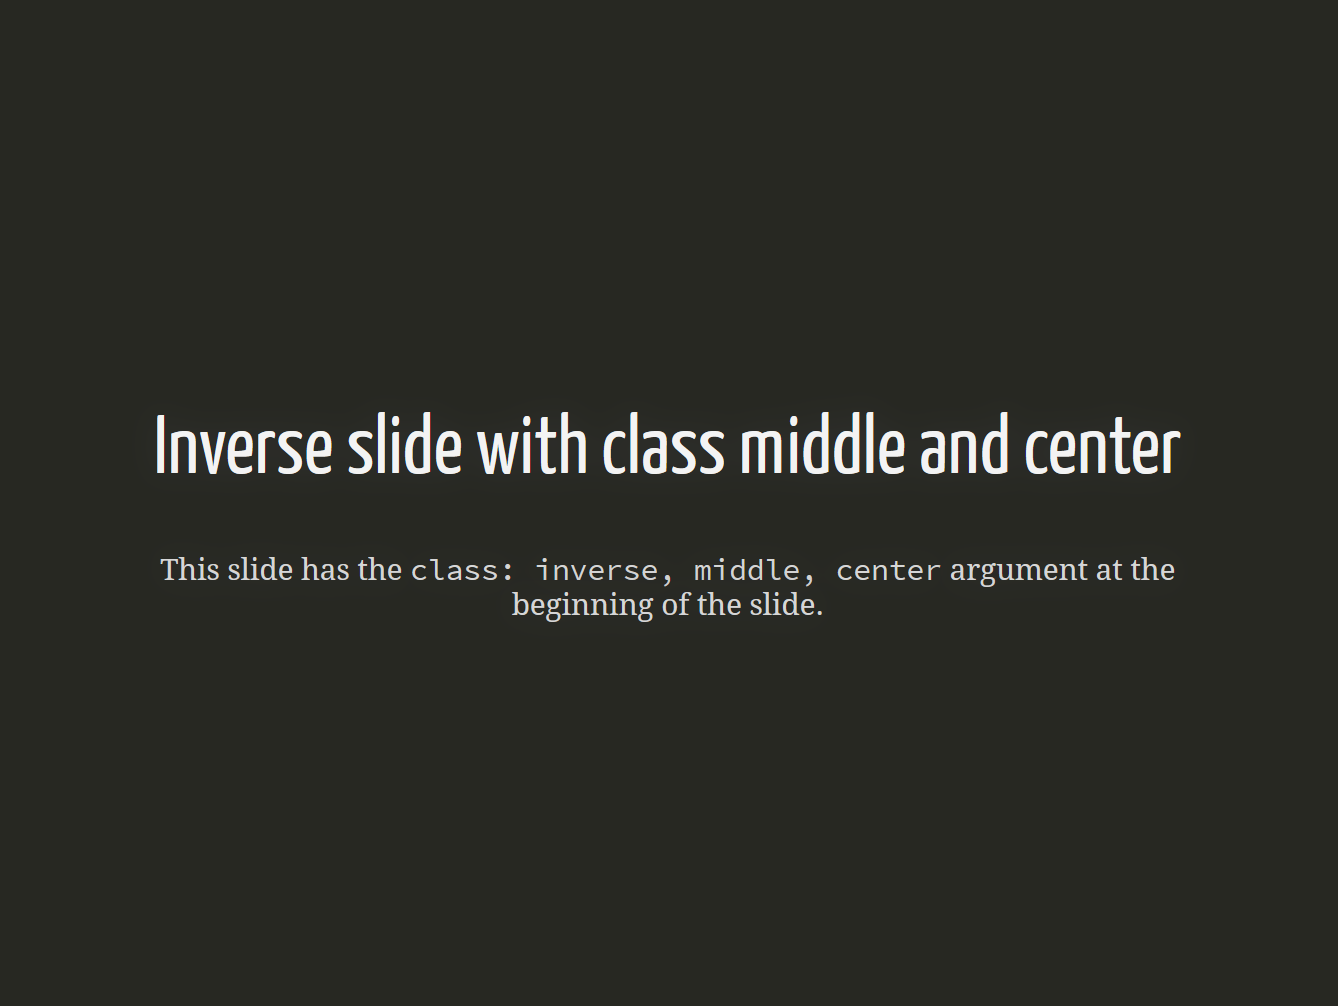 Inverse slide with class middle and center
This slide has the class: inverse, middle, center argument at the
beginning of the slide.